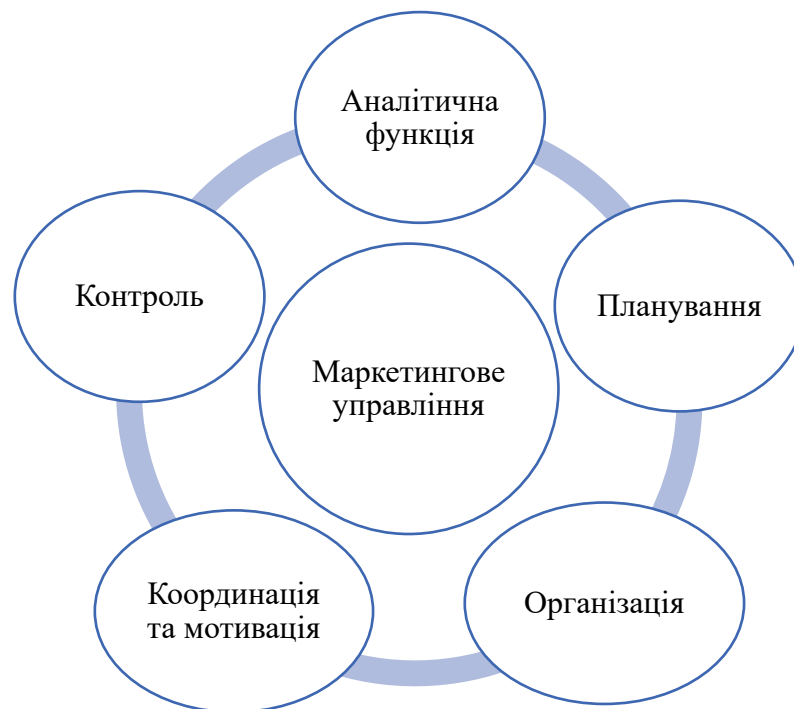 Аналітична
функція
Контроль
Планування
Маркетингове
управління
Координація
та мотивація
Організація